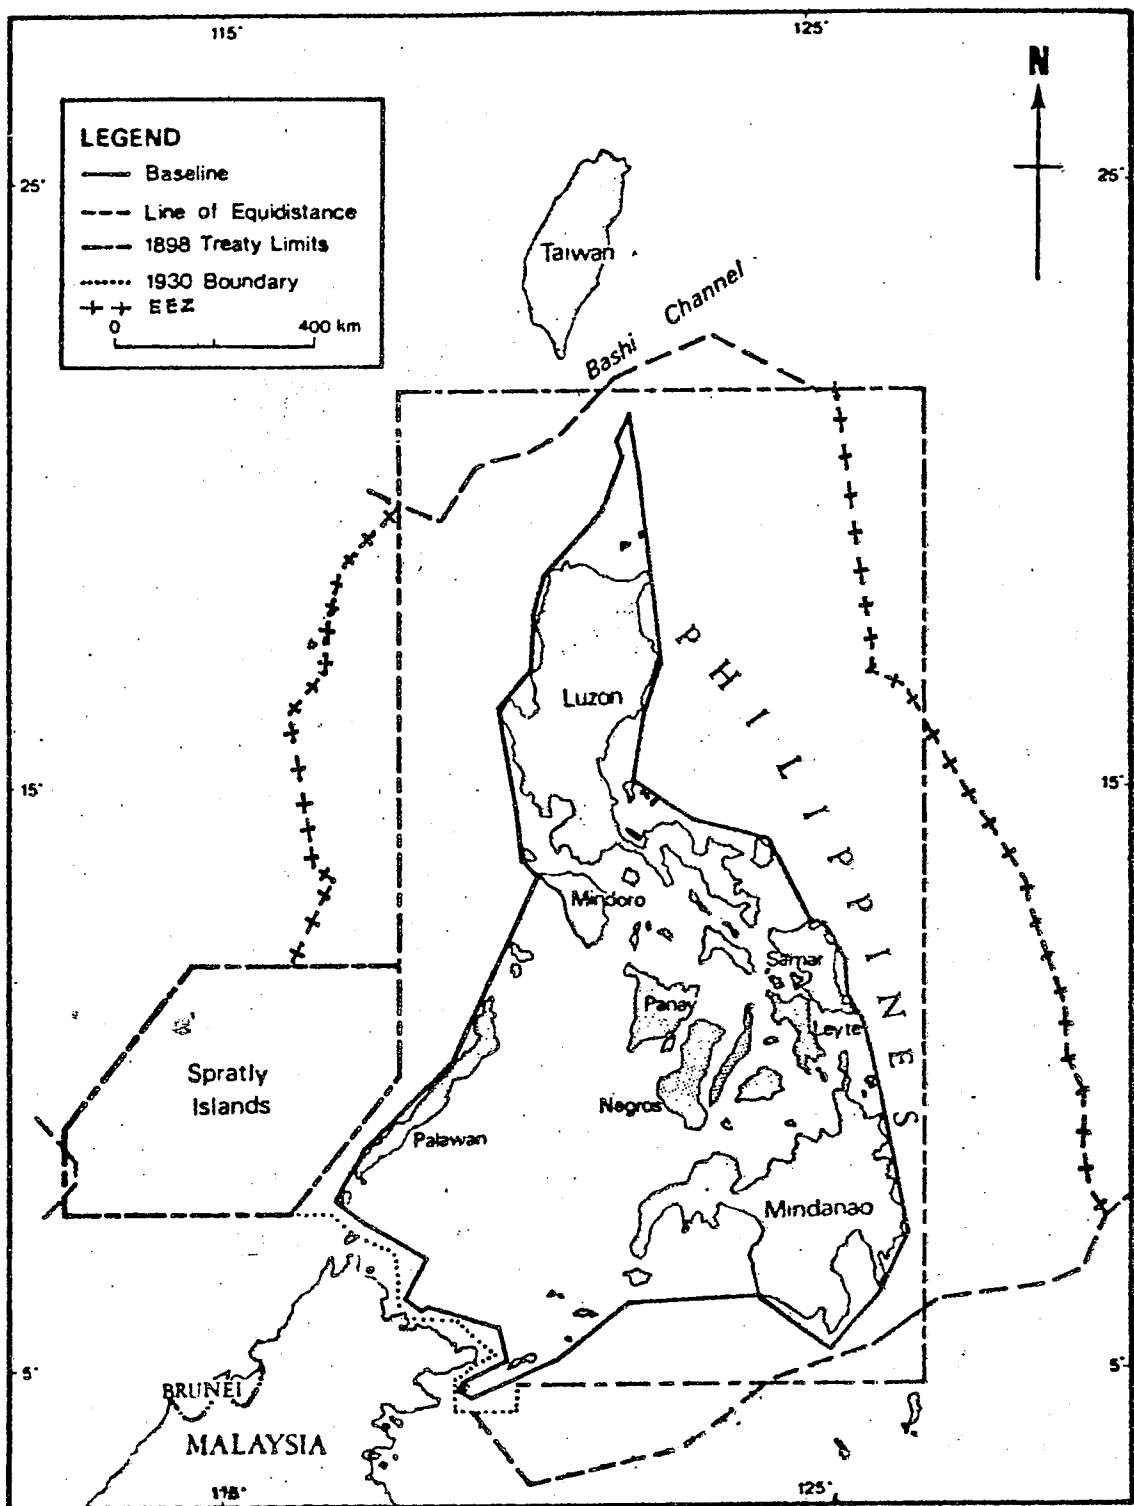 115°
125°
N
LEGEND
Baseline
Line of Equidistance
1898 Treaty Limits
1930 Boundary
EEZ
0
400 km
25°
25°
Taiwan
Bashi Channel
PHILIPPINES
Luzon
15°
15°
Mindoro
Samar
Panay
Leyte
Spratly
Islands
Negros
Palawan
Mindanao
5°
5°
BRUNEI
MALAYSIA
115°
125°